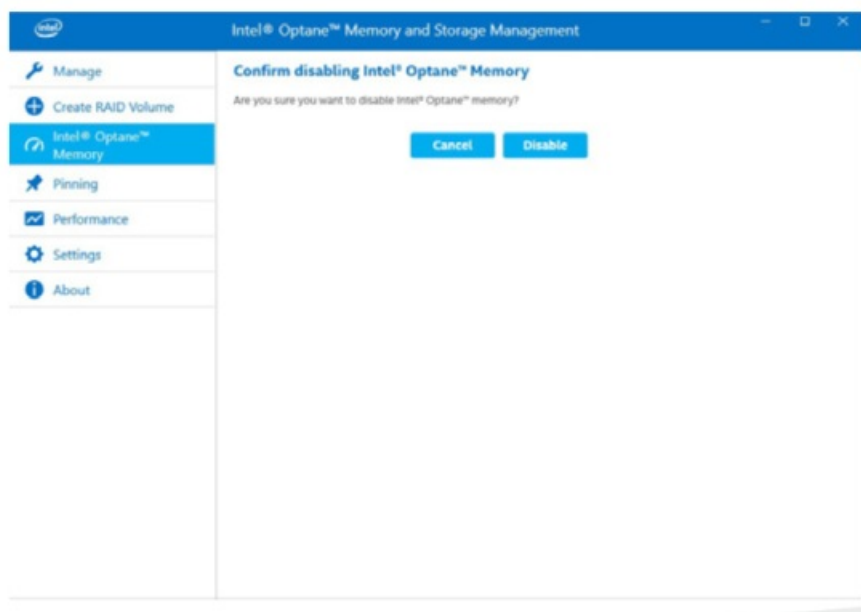 intel
Intel® Optane™ Memory and Storage Management
Manage
Create RAID Volume
Intel® Optane™
Memory
Pinning
Performance
Settings
About
Confirm disabling Intel® Optane™ Memory
Are you sure you want to disable Intel® Optane™ memory?
Cancel Disable